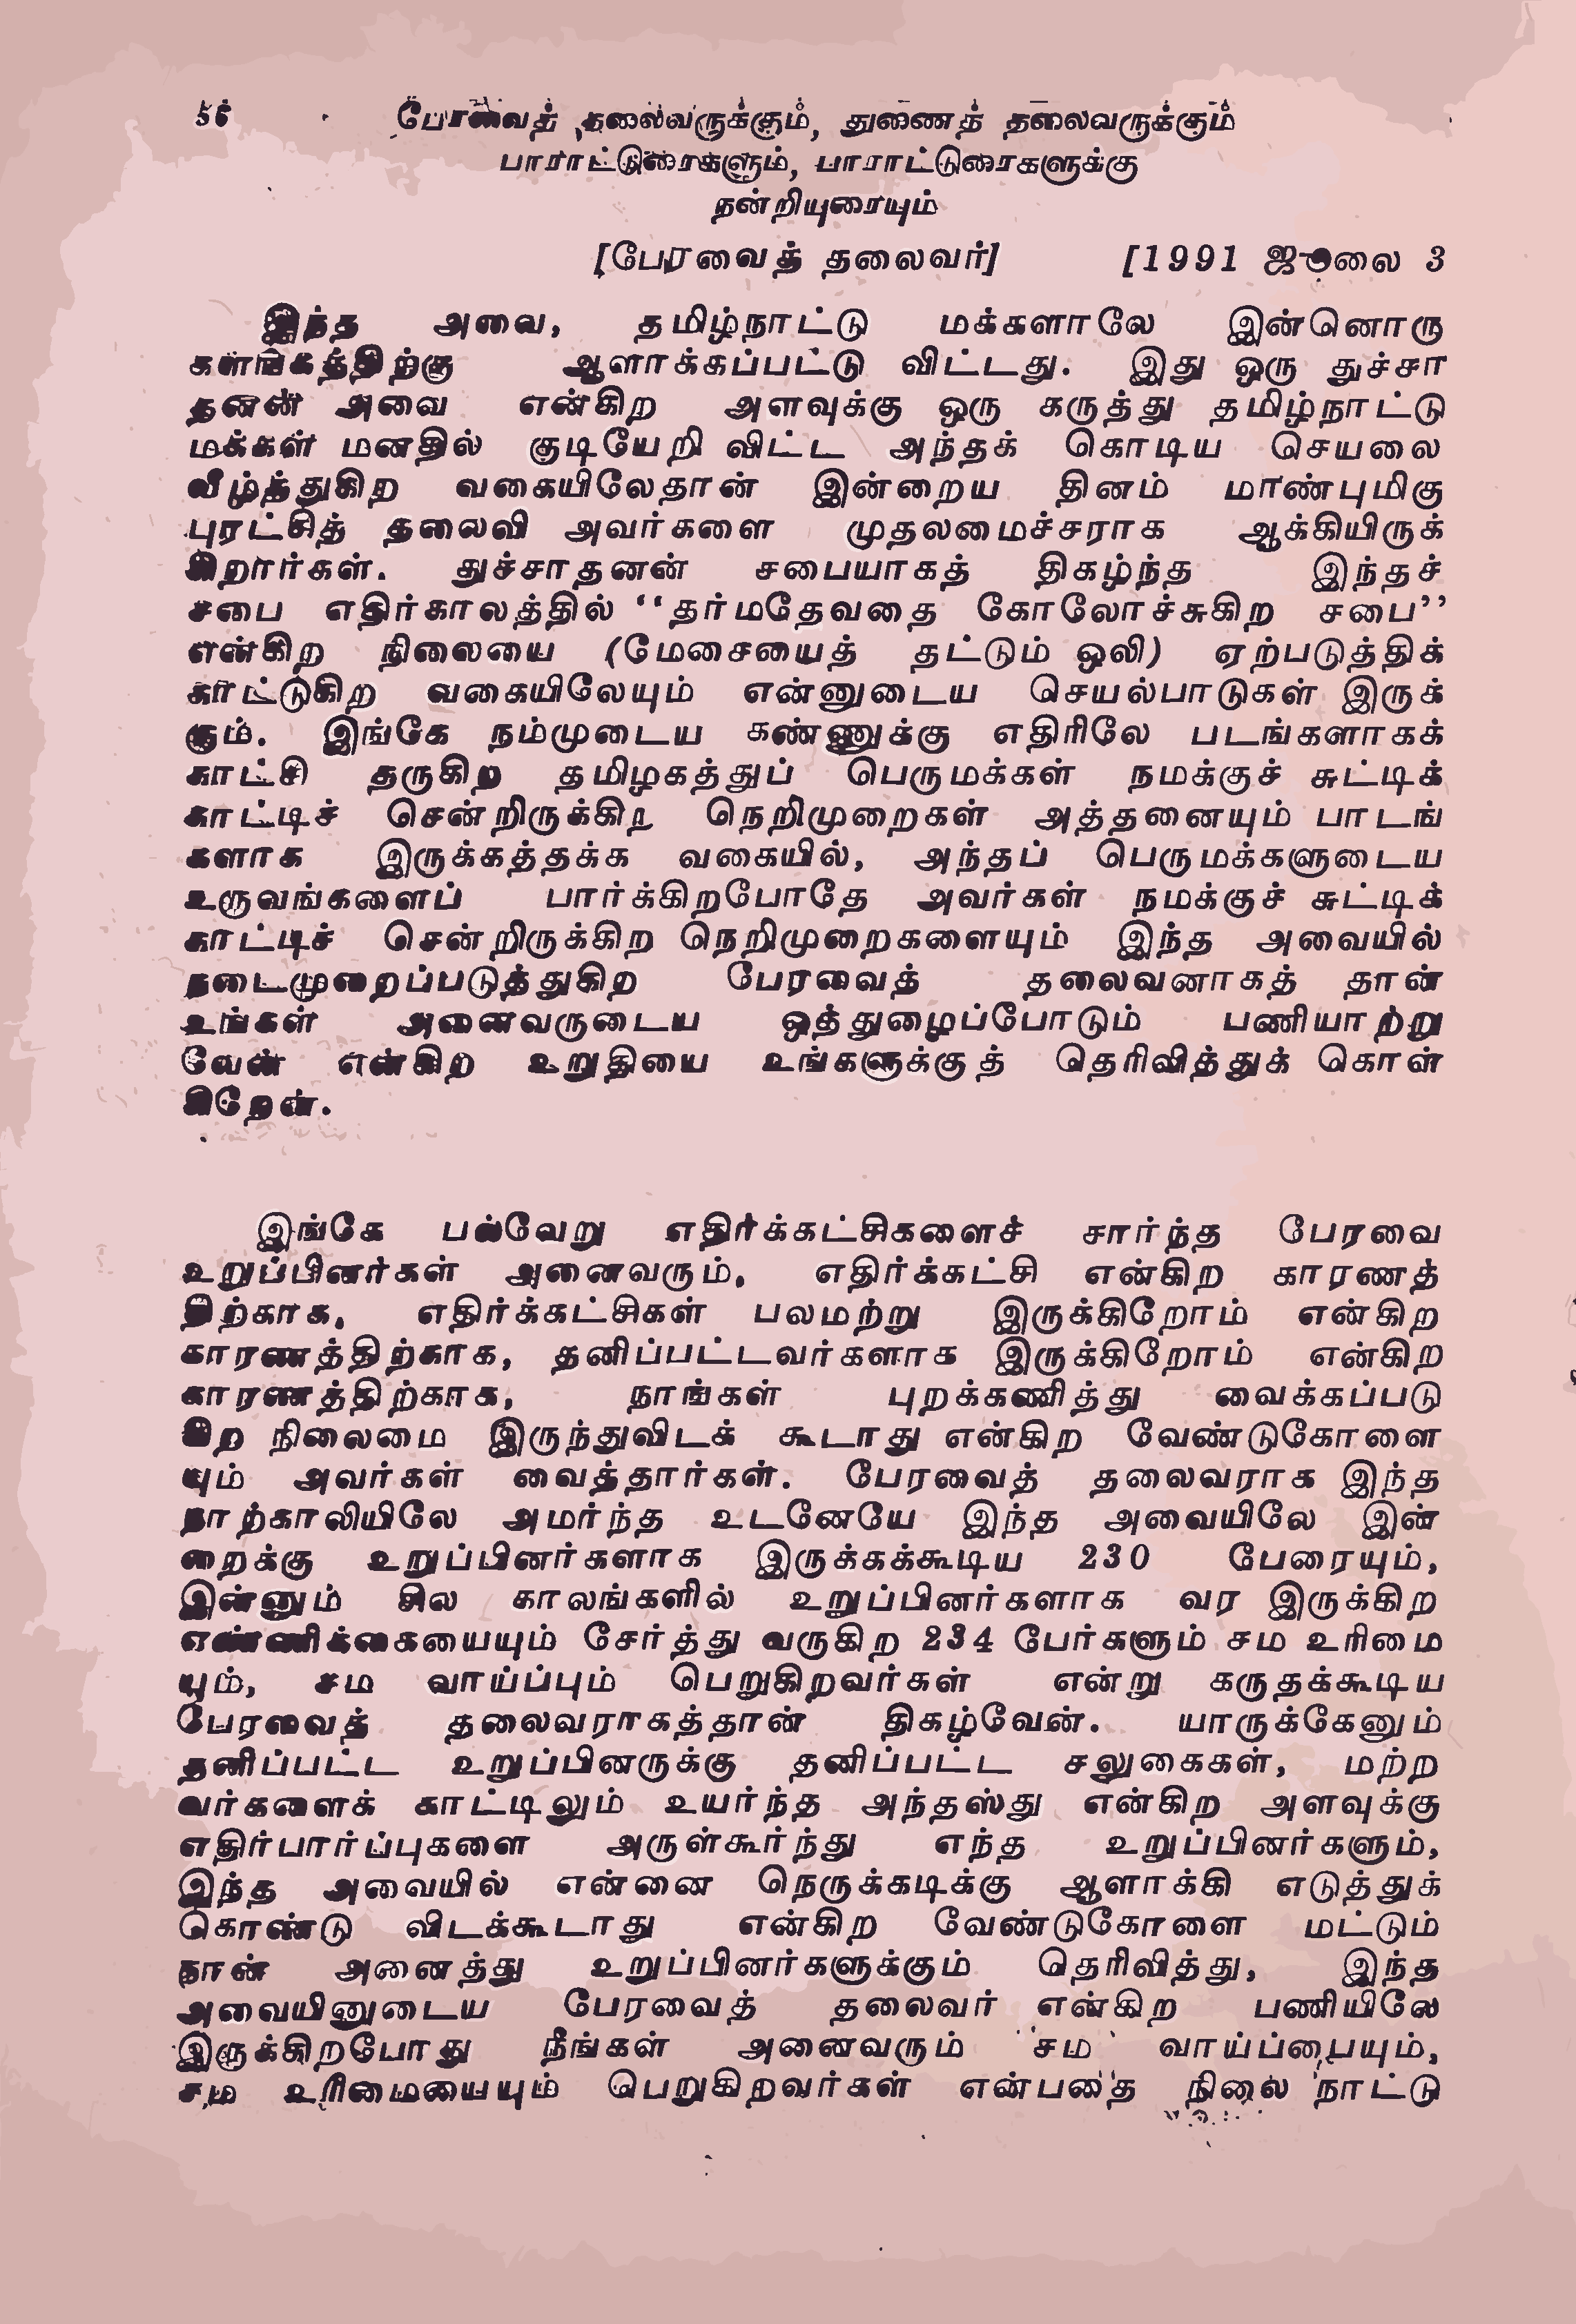 56 பேரவைத் தலைவருக்கும், துணைத் தலைவருக்கும்
பாராட்டுரைகளும், பாராட்டுரைகளுக்கு
நன்றியுரையும்
[பேரவைத் தலைவர்] [1991 ஜூலை 3
இந்த அவை, தமிழ்நாட்டு மக்களாலே இன்னொரு
களங்கத்திற்கு ஆளாக்கப்பட்டு விட்டது. இது ஒரு துச்சா
தனன் அவை என்கிற அளவுக்கு ஒரு கருத்து தமிழ்நாட்டு
மக்கள் மனதில் குடியேறி விட்ட அந்தக் கொடிய செயலை
வீழ்த்துகிற வகையிலேதான் இன்றைய தினம் மாண்புமிகு
புரட்சித் தலைவி அவர்களை முதலமைச்சராக ஆக்கியிருக்
கிறார்கள். துச்சாதனன் சபையாகத் திகழ்ந்த இந்தச்
சபை எதிர்காலத்தில் ‘‘தர்மதேவதை கோலோச்சுகிற சபை’’
என்கிற நிலையை (மேசையைத் தட்டும் ஒலி) ஏற்படுத்திக்
காட்டுகிற வகையிலேயும் என்னுடைய செயல்பாடுகள் இருக்
கும். இங்கே நம்முடைய கண்ணுக்கு எதிரிலே படங்களாகக்
காட்சி தருகிற தமிழகத்துப் பெருமக்கள் நமக்குச் சுட்டிக்
காட்டிச் சென்றிருக்கிற நெறிமுறைகள் அத்தனையும் பாடங்
களாக இருக்கத்தக்க வகையில், அந்தப் பெருமக்களுடைய
உருவங்களைப் பார்க்கிறபோதே அவர்கள் நமக்குச் சுட்டிக்
காட்டிச் சென்றிருக்கிற நெறிமுறைகளையும் இந்த அவையில்
நடைமுறைப்படுத்துகிற பேரவைத் தலைவனாகத் தான்
உங்கள் அனைவருடைய ஒத்துழைப்போடும் பணியாற்று
வேன் என்கிற உறுதியை உங்களுக்குத் தெரிவித்துக் கொள்
கிறேன்.
இங்கே பல்வேறு எதிர்க்கட்சிகளைச் சார்ந்த பேரவை
உறுப்பினர்கள் அனைவரும், எதிர்க்கட்சி என்கிற காரணத்
திற்காக, எதிர்க்கட்சிகள் பலமற்று இருக்கிறோம் என்கிற
காரணத்திற்காக, தனிப்பட்டவர்களாக இருக்கிறோம் என்கிற
காரணத்திற்காக, நாங்கள் புறக்கணித்து வைக்கப்படு
கிற நிலைமை இருந்துவிடக் கூடாது என்கிற வேண்டுகோளை
யும் அவர்கள் வைத்தார்கள். பேரவைத் தலைவராக இந்த
நாற்காலியிலே அமர்ந்த உடனேயே இந்த அவையிலே இன்
றைக்கு உறுப்பினர்களாக இருக்கக்கூடிய 230 பேரையும்,
இன்னும் சில காலங்களில் உறுப்பினர்களாக வர இருக்கிற
எண்ணிக்கையையும் சேர்த்து வருகிற 234 பேர்களும் சம உரிமை
யும், சம வாய்ப்பும் பெறுகிறவர்கள் என்று கருதக்கூடிய
பேரவைத் தலைவராகத்தான் திகழ்வேன். யாருக்கேனும்
தனிப்பட்ட உறுப்பினருக்கு தனிப்பட்ட சலுகைகள், மற்ற
வர்களைக் காட்டிலும் உயர்ந்த அந்தஸ்து என்கிற அளவுக்கு
எதிர்பார்ப்புகளை அருள்கூர்ந்து எந்த உறுப்பினர்களும்,
இந்த அவையில் என்னை நெருக்கடிக்கு ஆளாக்கி எடுத்துக்
கொண்டு விடக்கூடாது என்கிற வேண்டுகோளை மட்டும்
நான் அனைத்து உறுப்பினர்களுக்கும் தெரிவித்து, இந்த
அவையினுடைய பேரவைத் தலைவர் என்கிற பணியிலே
இருக்கிறபோது நீங்கள் அனைவரும் சம வாய்ப்பையும்,
சம உரிமையையும் பெறுகிறவர்கள் என்பதை நிலை நாட்டு